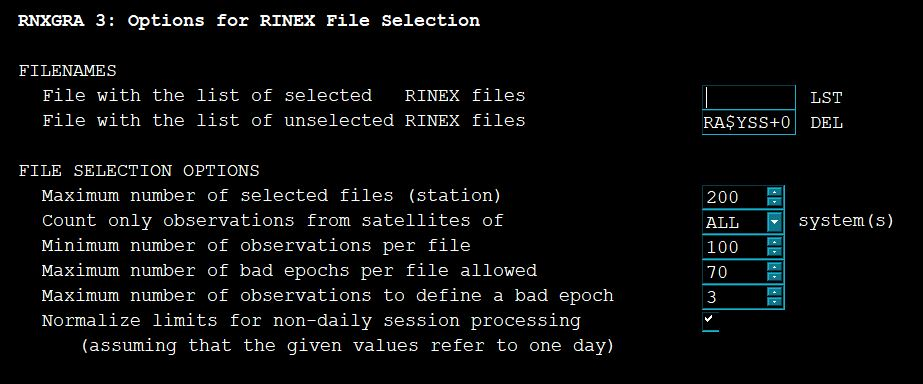 RNXGRA 3: Options for RINEX File Selection
FILENAMES
File with the list of selected RINEX files LST
File with the list of unselected RINEX files RA$YSS+0 DEL
FILE SELECTION OPTIONS
Maximum number of selected files (station) 200
Count only observations from satellites of ALL system(s)
Minimum number of observations per file 100
Maximum number of bad epochs per file allowed 70
Maximum number of observations to define a bad epoch 3
Normalize limits for non-daily session processing
(assuming that the given values refer to one day)